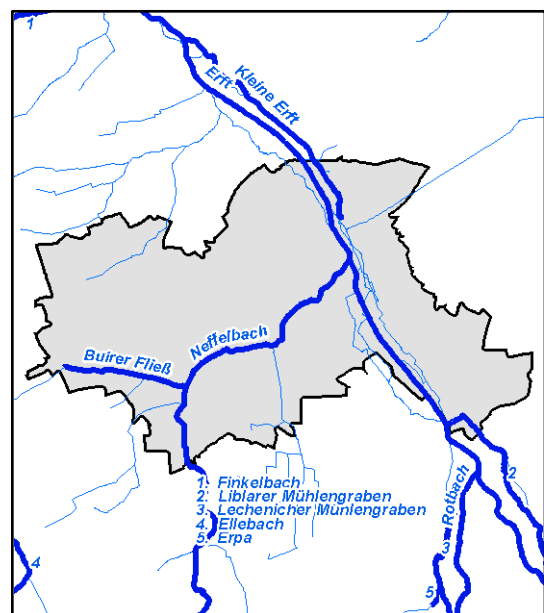 1
Erft
Kleine Erft
Neffelbach
Buirer Fließ
1. Finkelbach
2. Liblarer Mühlengraben
3. Lechenicher Mühlengraben
4. Ellebach
5. Erpa
Rotbach
2
3
4
5